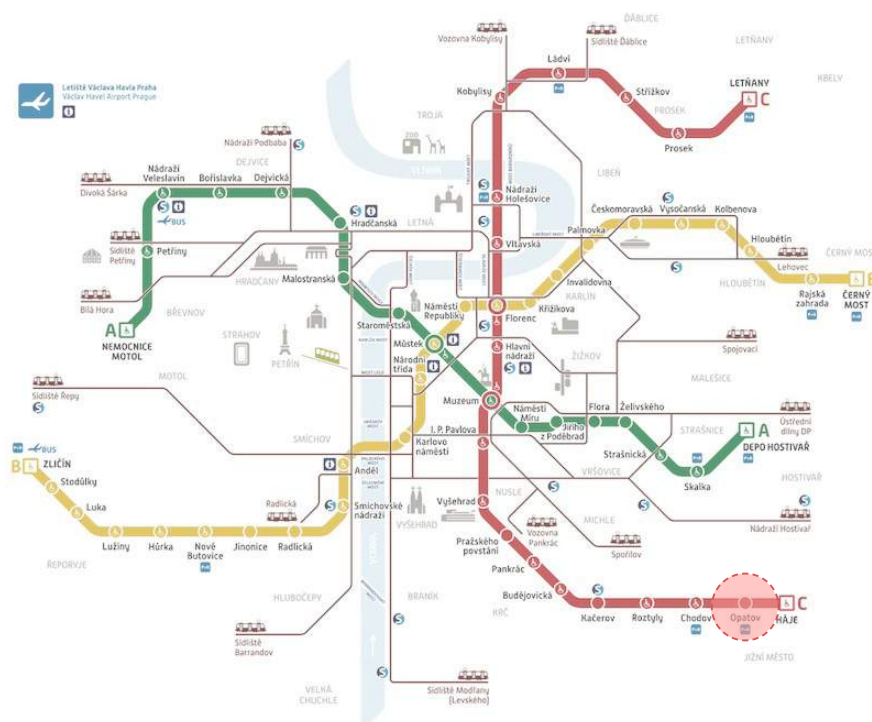 ĎÁBLICE
Vozovna Kobylisy
Sídliště Ďáblice
LETŇANY
Ládví
KBELY
Letiště Václava Havla Praha
Václav Havel Airport Prague
Kobylisy
Střížkov
LETŇANY
C
PROSEK
Prosek
TROJA
ZOO
Nádraží Podbaba
DEJVICE
VLTAVA
LIBEŇ
Nádraží
Veleslavín
Bořislavka
Dejvická
Divoká Šárka
BUS
Nádraží
Holešovice
Hradčanská
LETNÁ
Českomoravská
Vysočanská
Kolbenova
Palmovka
Vltavská
Hloubětín
ČERNÝ MOST
Petřiny
Sídliště
Petřiny
Lehovec
HLOUBĚTÍN
Malostranská
HRADČANY
Invalidovna
KARLÍN
Rajská
zahrada
ČERNÝ
MOST
B
Bílá Hora
BŘEVNOV
Náměstí
Republiky
Florenc
Křižíkova
A
NEMOCNICE
MOTOL
STRAHOV
PETŘÍN
Staroměstská
Můstek
Hlavní
nádraží
Národní
třída
ŽIŽKOV
Spojovací
MALEŠICE
MOTOL
Sídliště Řepy
Muzeum
Náměstí
Míru
Jiřího
z Poděbrad
Flora
Želivského
Ústřední
dílny DP
I. P. Pavlova
STRAŠNICE
A
DEPO HOSTIVAŘ
SMÍCHOV
Karlovo
náměstí
Strašnická
BUS
B
ZLIČÍN
Anděl
VRŠOVICE
Skalka
HOSTIVAŘ
Stodůlky
Luka
Radlická
Smíchovské
nádraží
Vyšehrad
NUSLE
VYŠEHRAD
MICHLE
Nádraží Hostivař
Lužiny
Hůrka
Nové
Butovice
Jinonice
Radlická
Pražského
povstání
Vozovna
Pankrác
Spořilov
VLTAVA
ŘEPORYJE
Pankrác
Budějovická
HLUBOČEPY
BRANÍK
KRČ
Kačerov
Roztyly
Chodov
Opatov
HÁJE
C
Sídliště
Barrandov
JIŽNÍ MĚSTO
VELKÁ
CHUCHLE
Sídliště Modřany
(Levského)